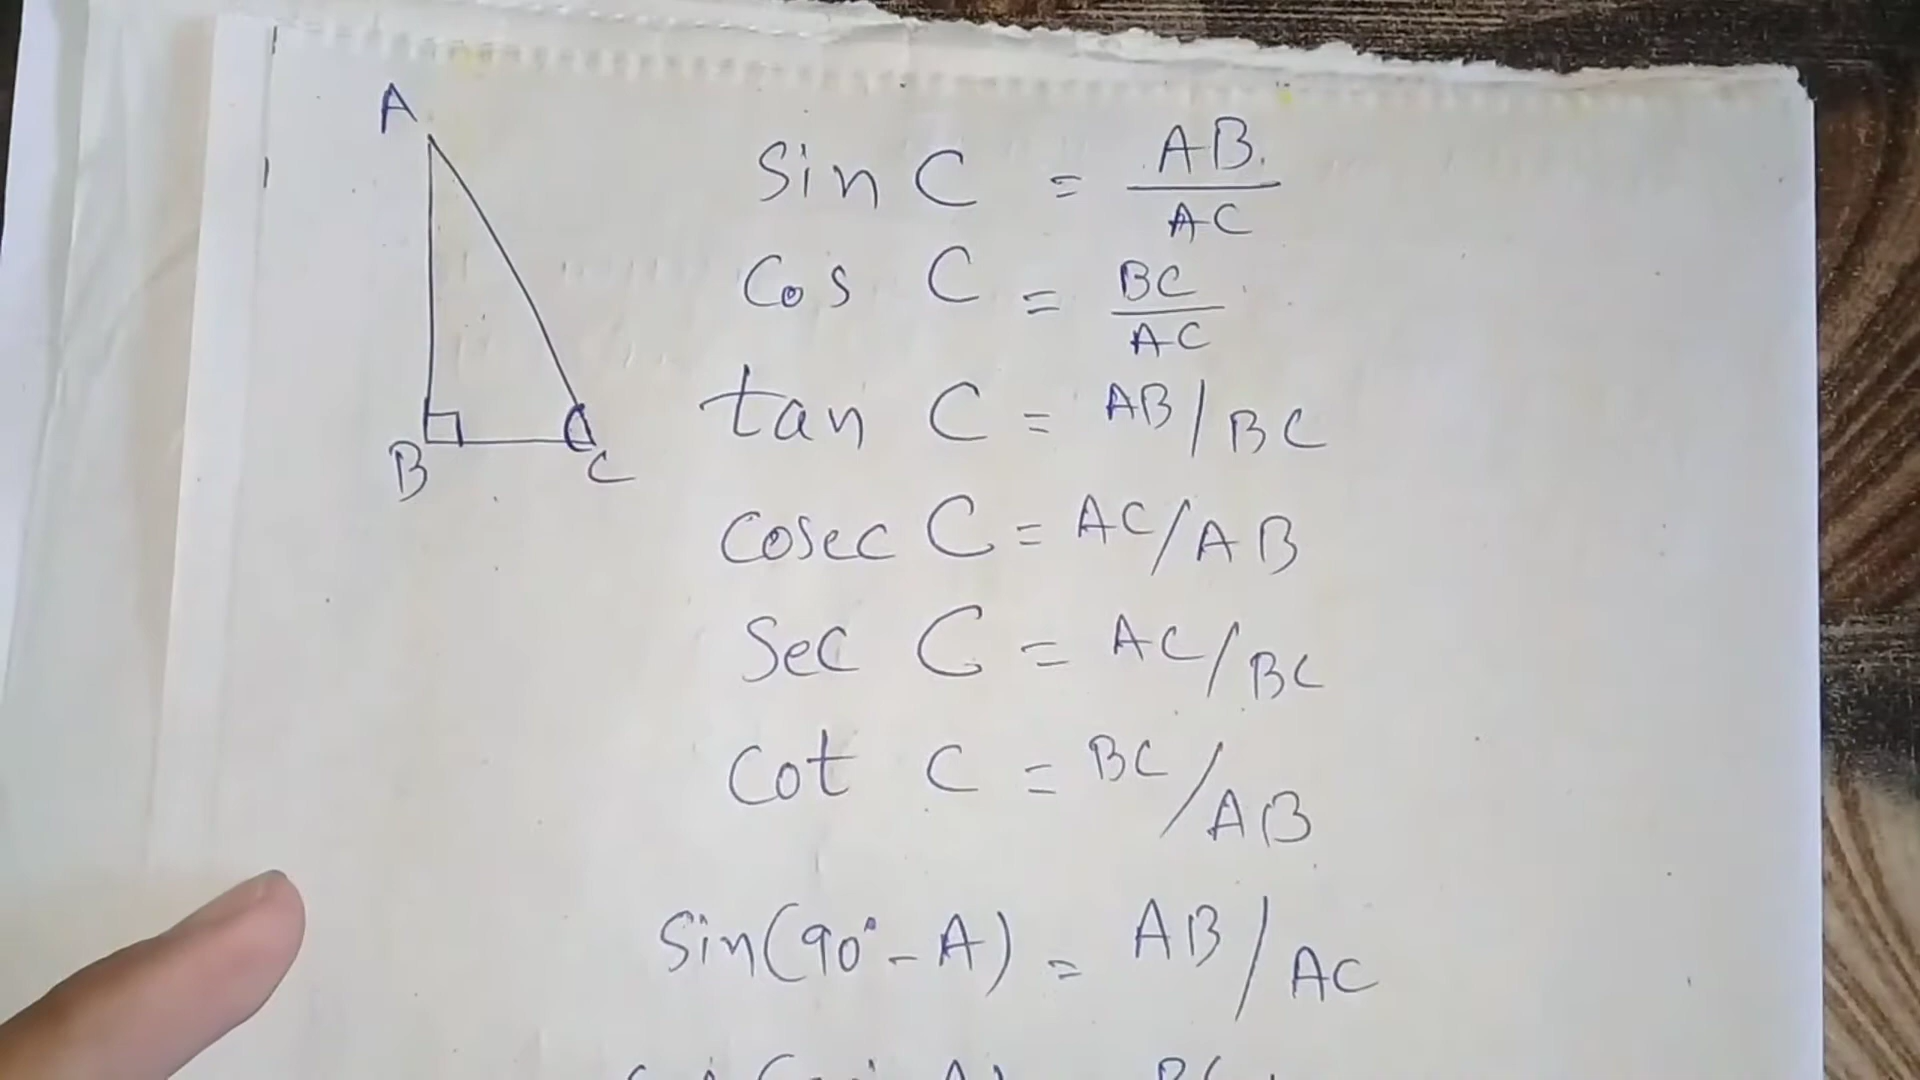 A
B
C
Sin C = AB/AC
Cos C = BC/AC
tan C = AB/BC
Cosec C = AC/AB
Sec C = AC/BC
Cot C = BC/AB
Sin(90° - A) = AB/AC